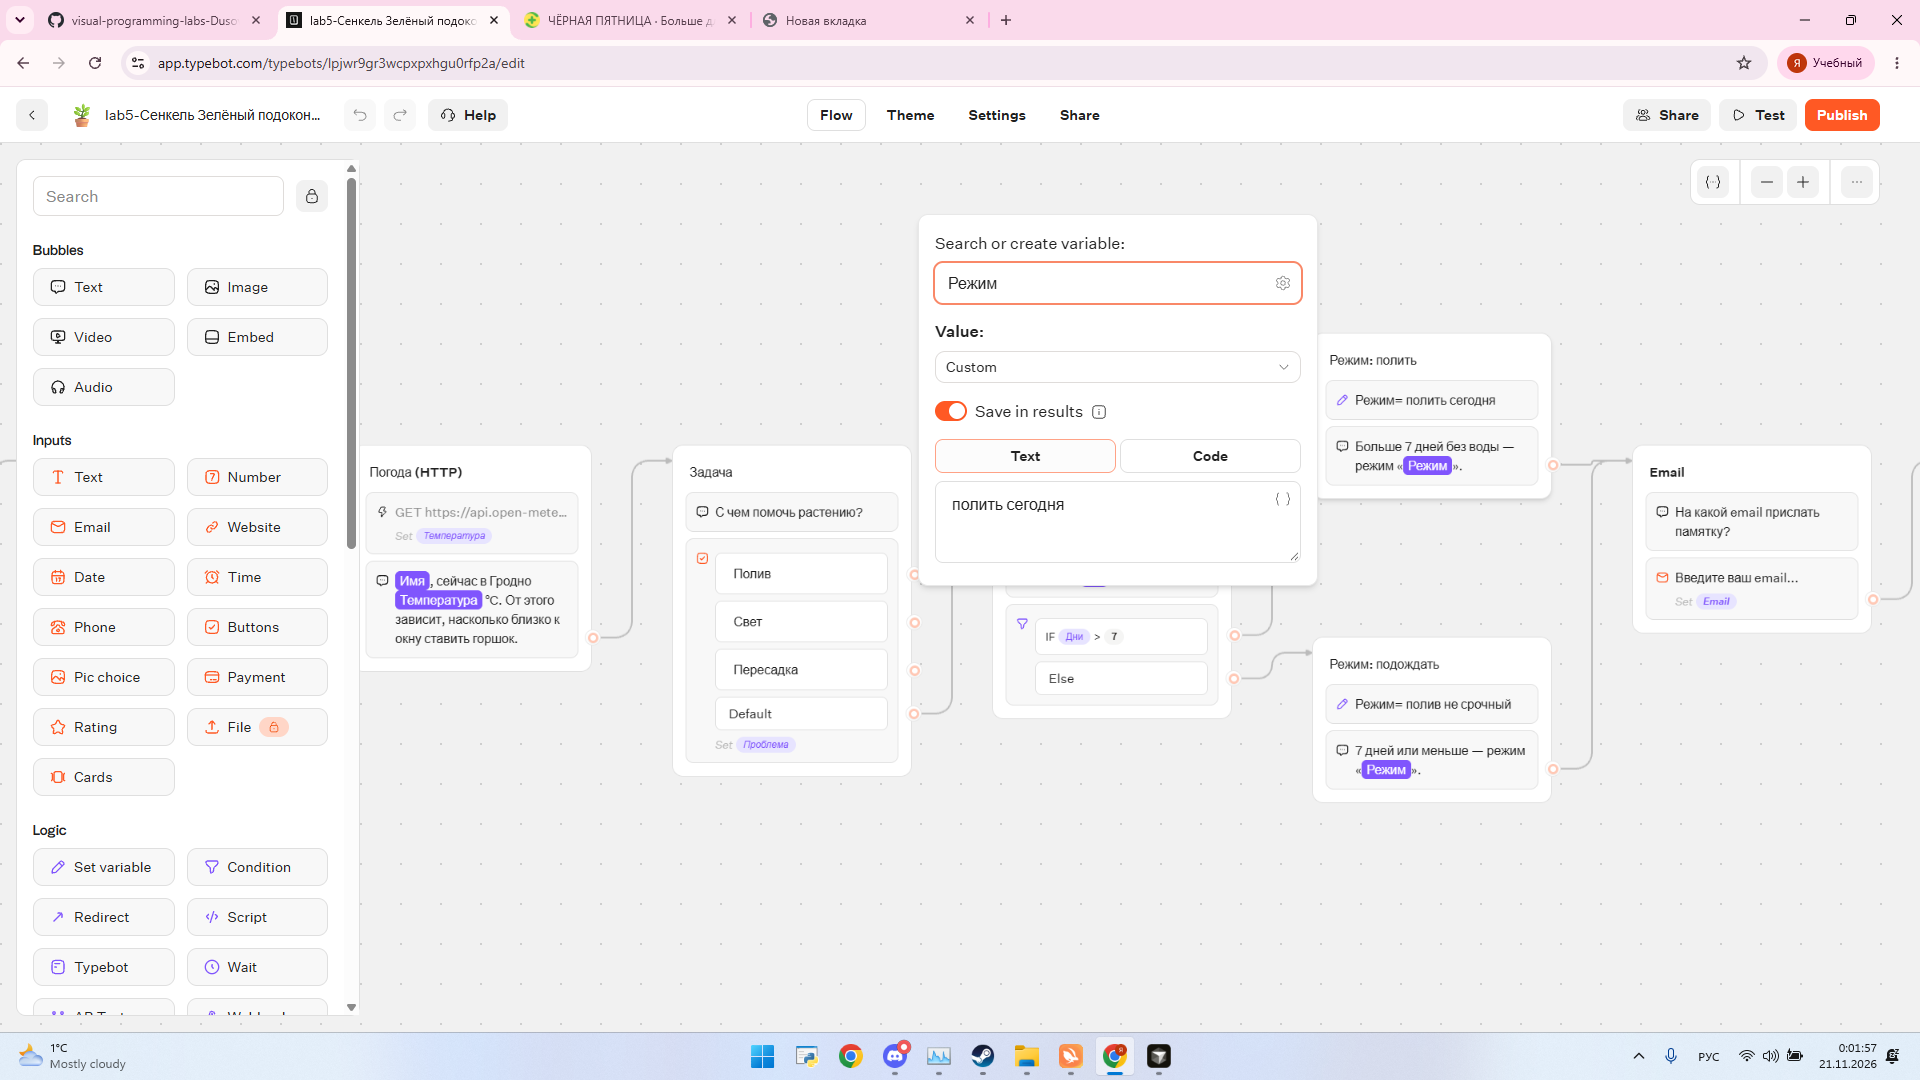 visual-programming-labs-Duso
lab5-Сенкель Зелёный подоко
ЧЁРНАЯ ПЯТНИЦА · Больше д
Новая вкладка
app.typebot.com/typebots/lpjwr9gr3wcpxpxhgu0rfp2a/edit
Я
Учебный
lab5-Сенкель Зелёный подокон...
Help
Flow
Theme
Settings
Share
Share
Test
Publish
Search
Bubbles
Text
Image
Video
Embed
Audio
Inputs
Text
Number
Email
Website
Date
Time
Phone
Buttons
Pic choice
Payment
Rating
File
Cards
Logic
Set variable
Condition
Redirect
Script
Typebot
Wait
Погода (HTTP)
GET https://api.open-mete...
Set Температура
Имя, сейчас в Гродно
Температура °C. От этого
зависит, насколько близко к
окну ставить горшок.
Задача
С чем помочь растению?
Полив
Свет
Пересадка
Default
Set Проблема
Search or create variable:
Режим
Value:
Custom
Save in results
Text
Code
полить сегодня
IF Дни > 7
Else
Режим: полить
Режим= полить сегодня
Больше 7 дней без воды —
режим «Режим».
Режим: подождать
Режим= полив не срочный
7 дней или меньше — режим
«Режим».
Email
На какой email прислать
памятку?
Введите ваш email...
Set Email
1°C
Mostly cloudy
РУС
0:01:57
21.11.2026